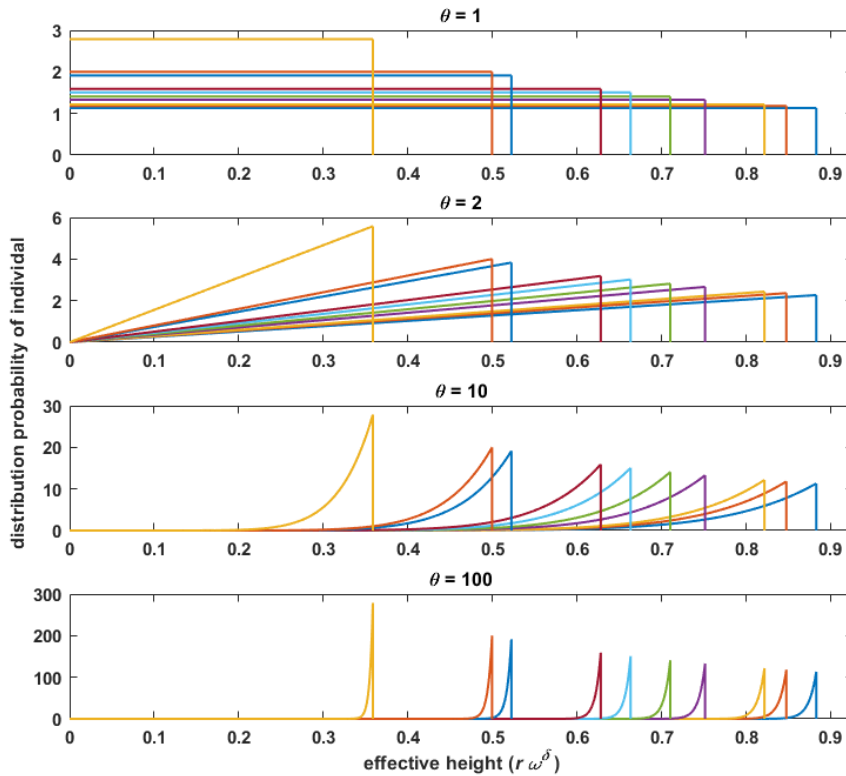 θ = 1
3
2
1
0
0 0.1 0.2 0.3 0.4 0.5 0.6 0.7 0.8 0.9
θ = 2
6
4
2
0
0 0.1 0.2 0.3 0.4 0.5 0.6 0.7 0.8 0.9
distribution probability of individal
θ = 10
30
20
10
0
0 0.1 0.2 0.3 0.4 0.5 0.6 0.7 0.8 0.9
θ = 100
300
200
100
0
0 0.1 0.2 0.3 0.4 0.5 0.6 0.7 0.8 0.9
effective height (r ω^δ)